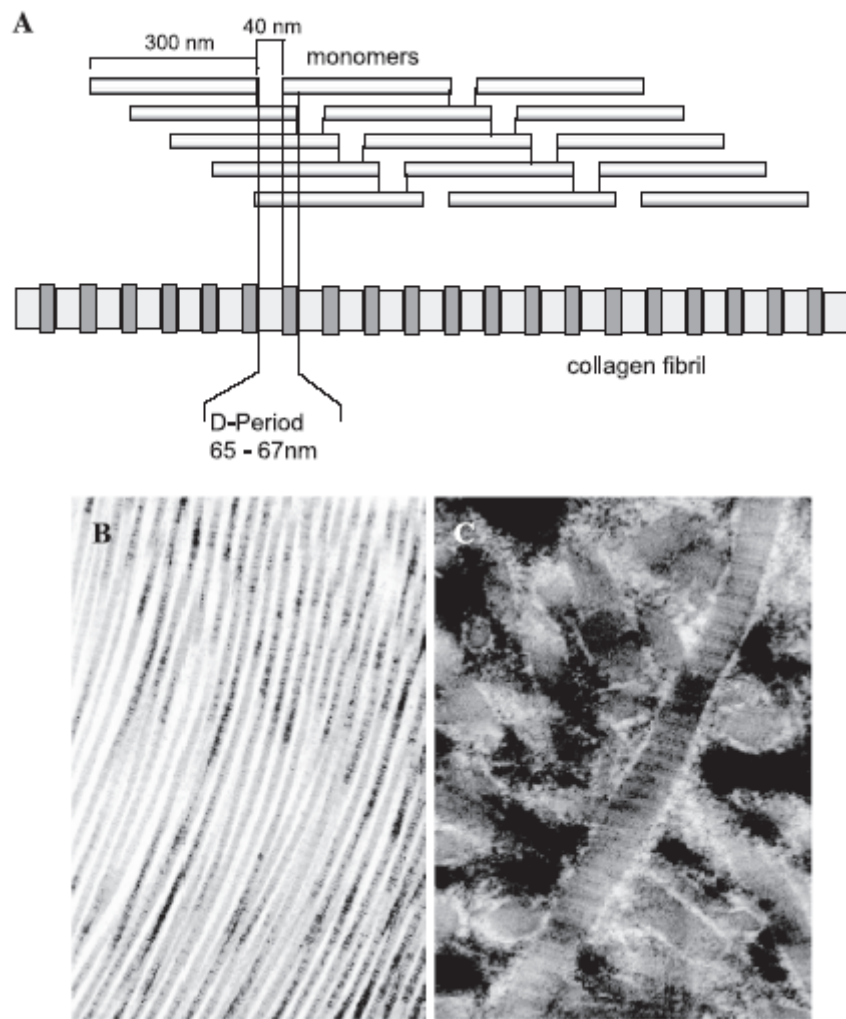 A
300 nm
40 nm
monomers
collagen fibril
D-Period
65 - 67nm
B
C